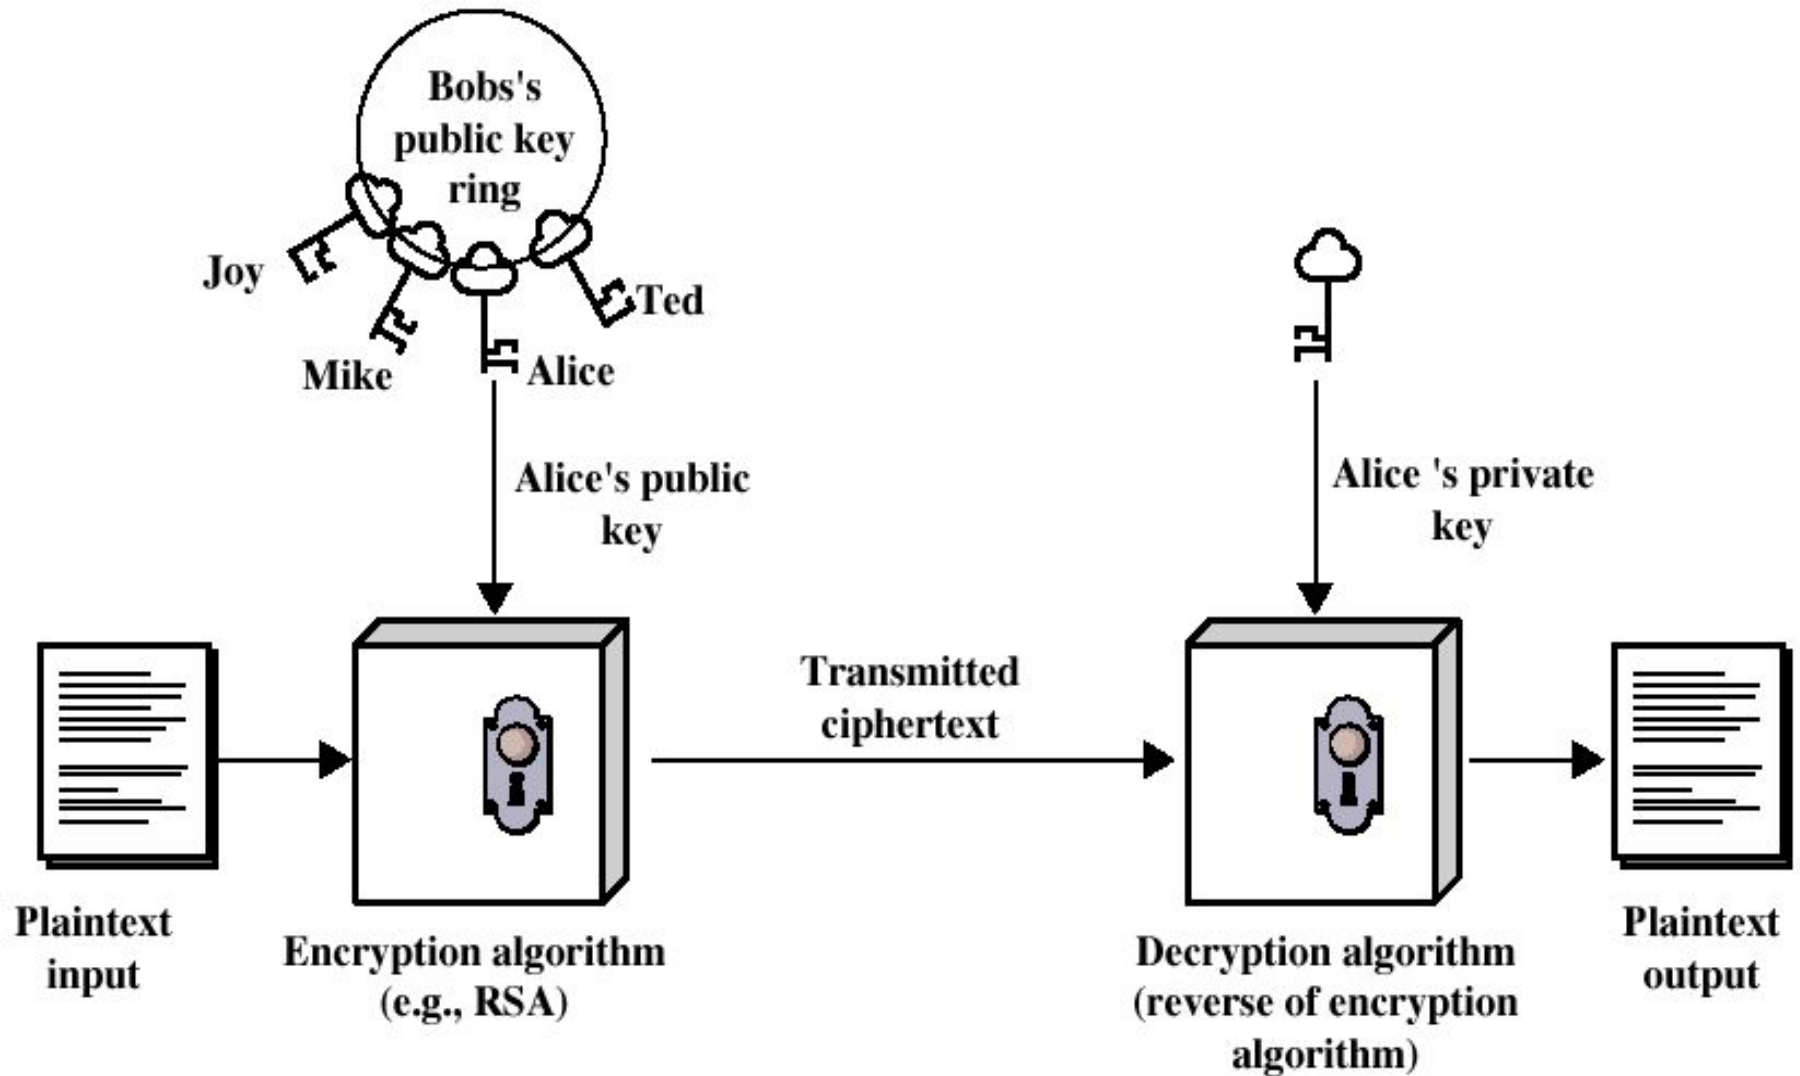 Bobs's
public key
ring
Joy
Mike
Alice
Ted
Alice's public
key
Alice 's private
key
Transmitted
ciphertext
Plaintext
input
Encryption algorithm
(e.g., RSA)
Decryption algorithm
(reverse of encryption
algorithm)
Plaintext
output